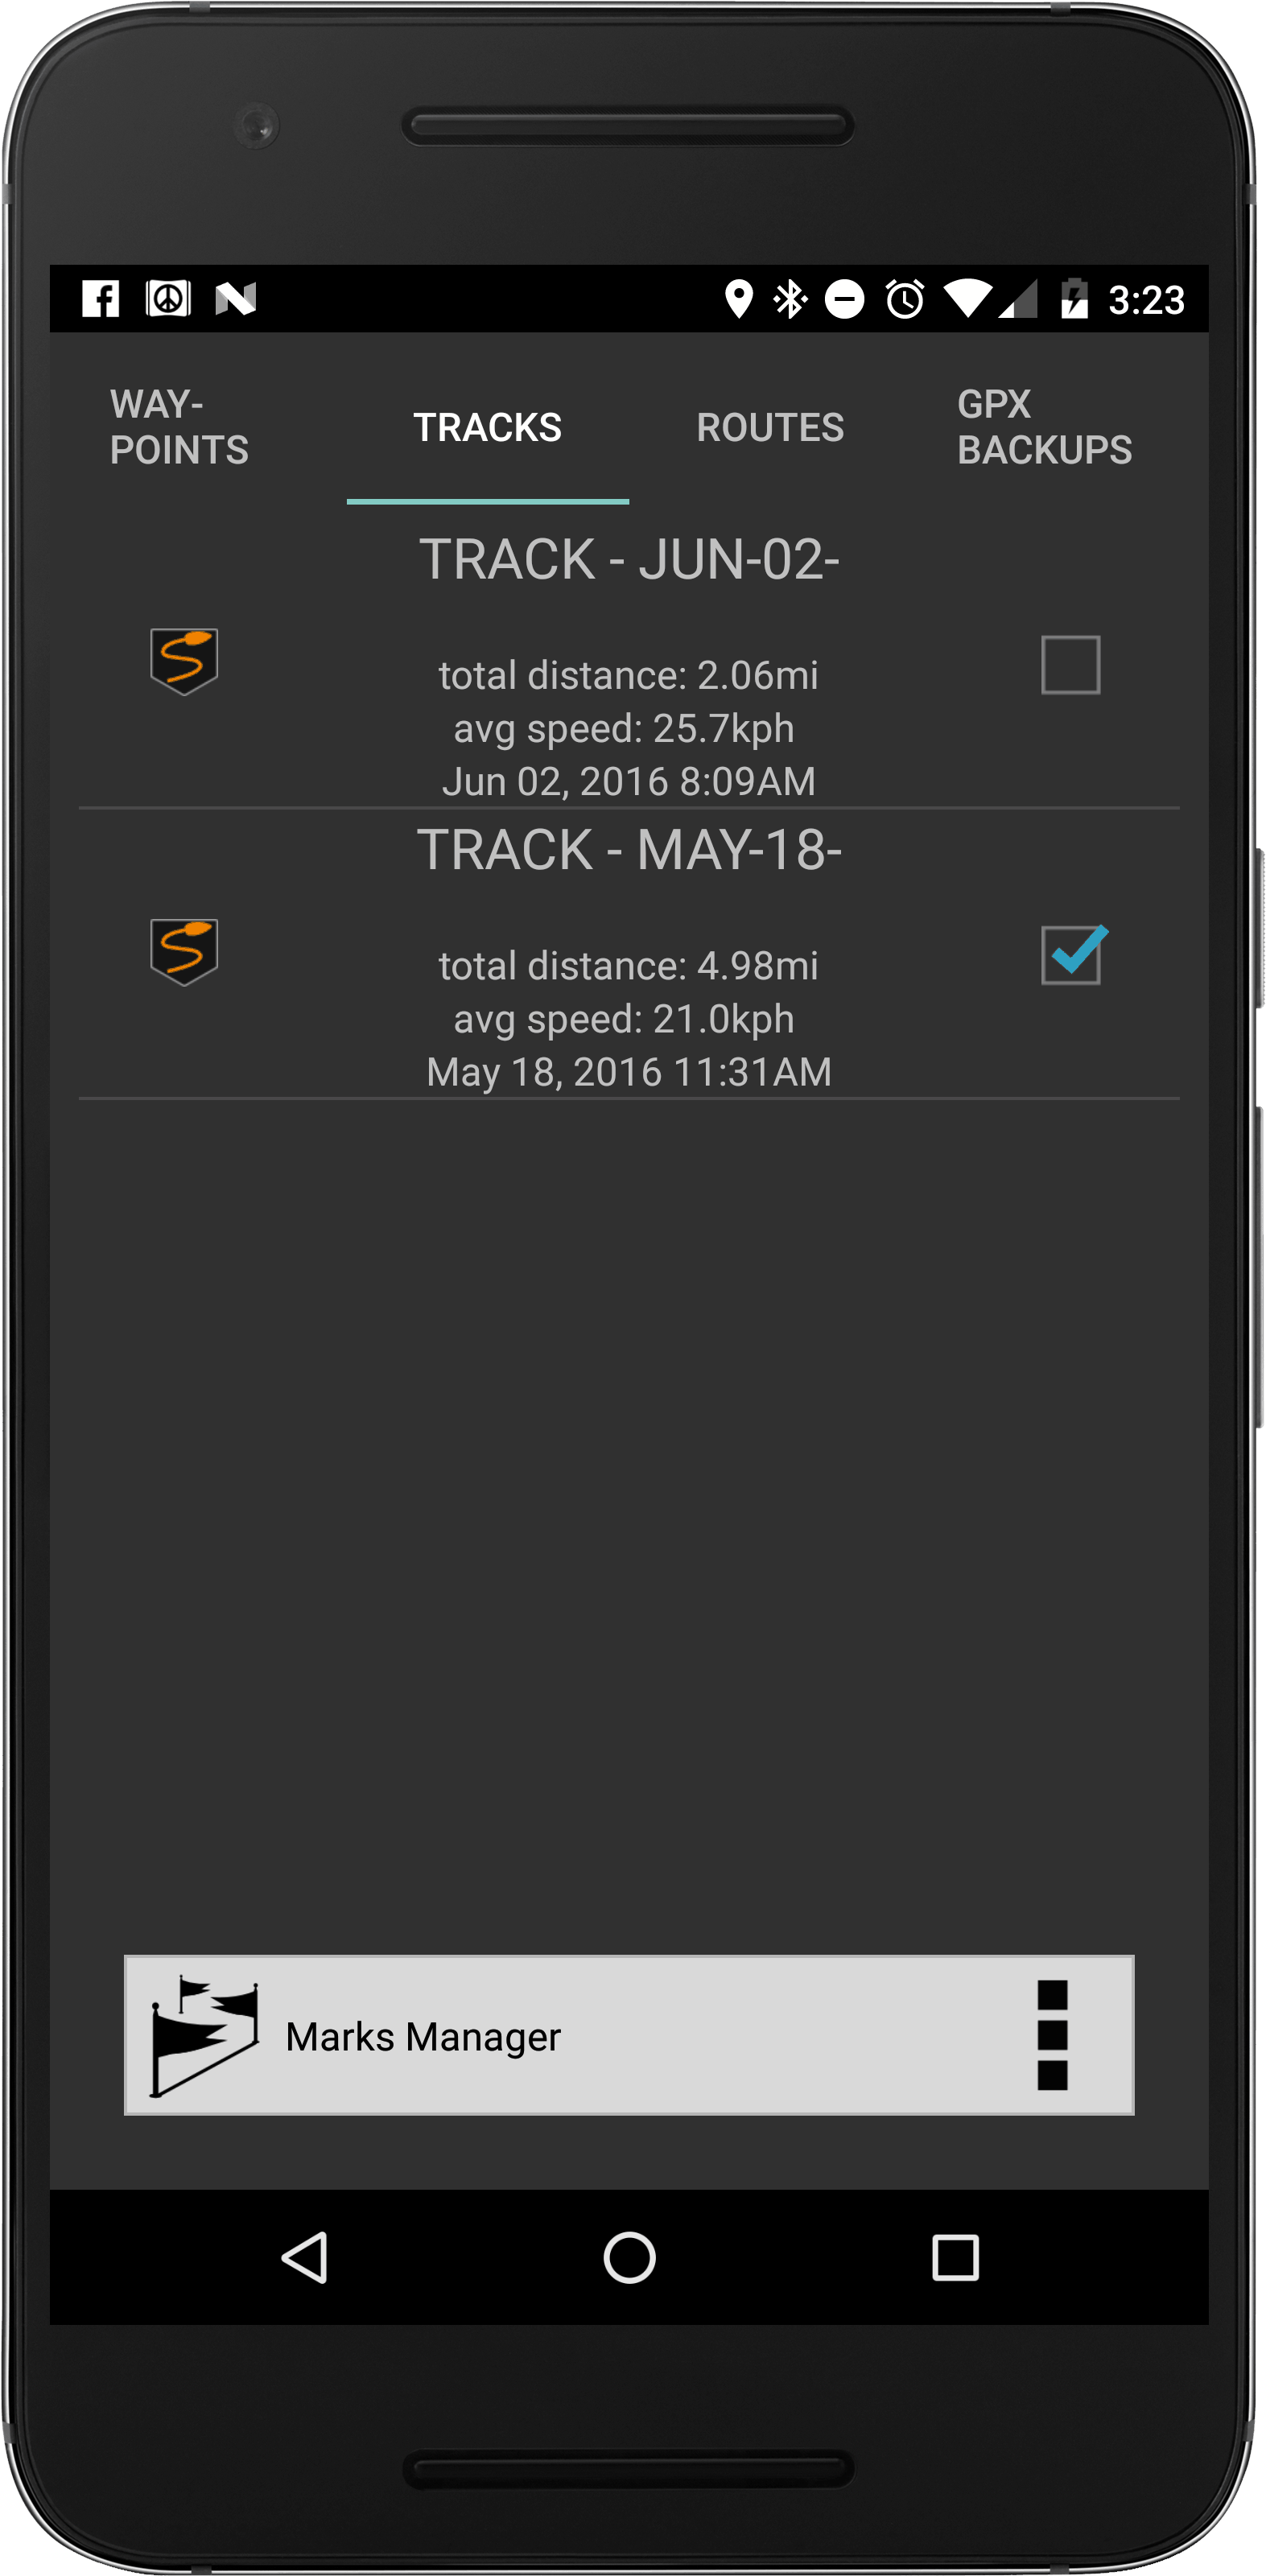 3:23
WAY-
POINTS
TRACKS
ROUTES
GPX
BACKUPS
TRACK - JUN-02-
total distance: 2.06mi
avg speed: 25.7kph
Jun 02, 2016 8:09AM
TRACK - MAY-18-
total distance: 4.98mi
avg speed: 21.0kph
May 18, 2016 11:31AM
Marks Manager